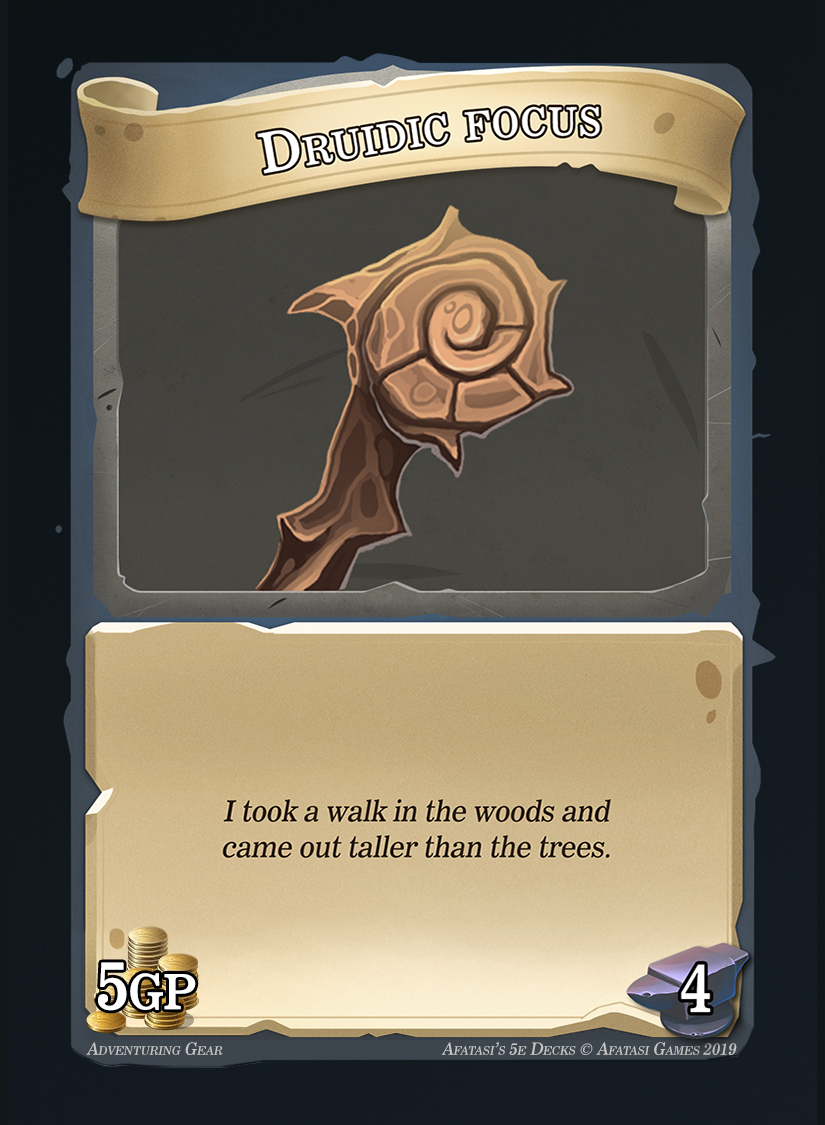 Druidic focus
I took a walk in the woods and
came out taller than the trees.
5GP
4
Adventuring Gear
Afatasi's 5e Decks © Afatasi Games 2019